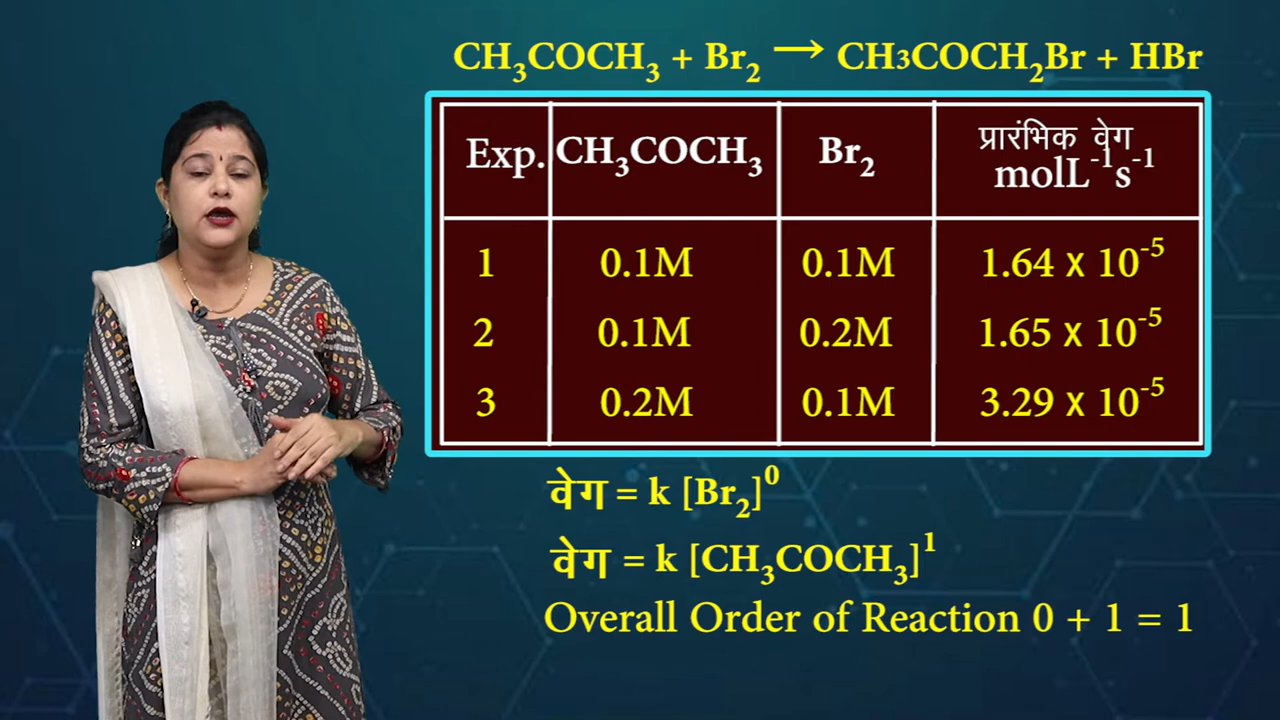 CH₃COCH₃ + Br₂ → CH3COCH₂Br + HBr
Exp. CH₃COCH₃ Br₂ प्रारंभिक वेग molL⁻¹s⁻¹
1 0.1M 0.1M 1.64 x 10⁻⁵
2 0.1M 0.2M 1.65 x 10⁻⁵
3 0.2M 0.1M 3.29 x 10⁻⁵
वेग = k [Br₂]⁰
वेग = k [CH₃COCH₃]¹
Overall Order of Reaction 0 + 1 = 1